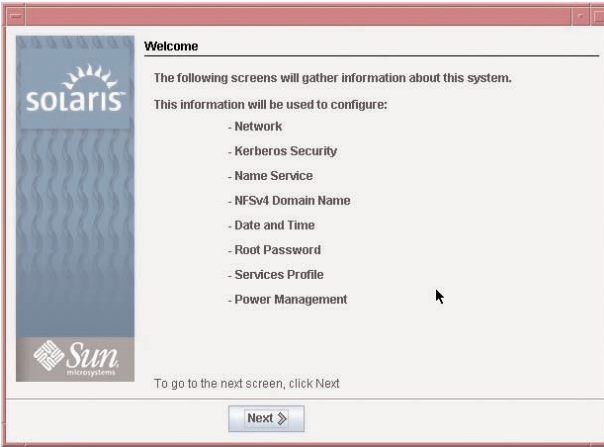 Welcome
solaris
The following screens will gather information about this system.
This information will be used to configure:
- Network
- Kerberos Security
- Name Service
- NFSv4 Domain Name
- Date and Time
- Root Password
- Services Profile
- Power Management
Sun
microsystems
To go to the next screen, click Next
Next